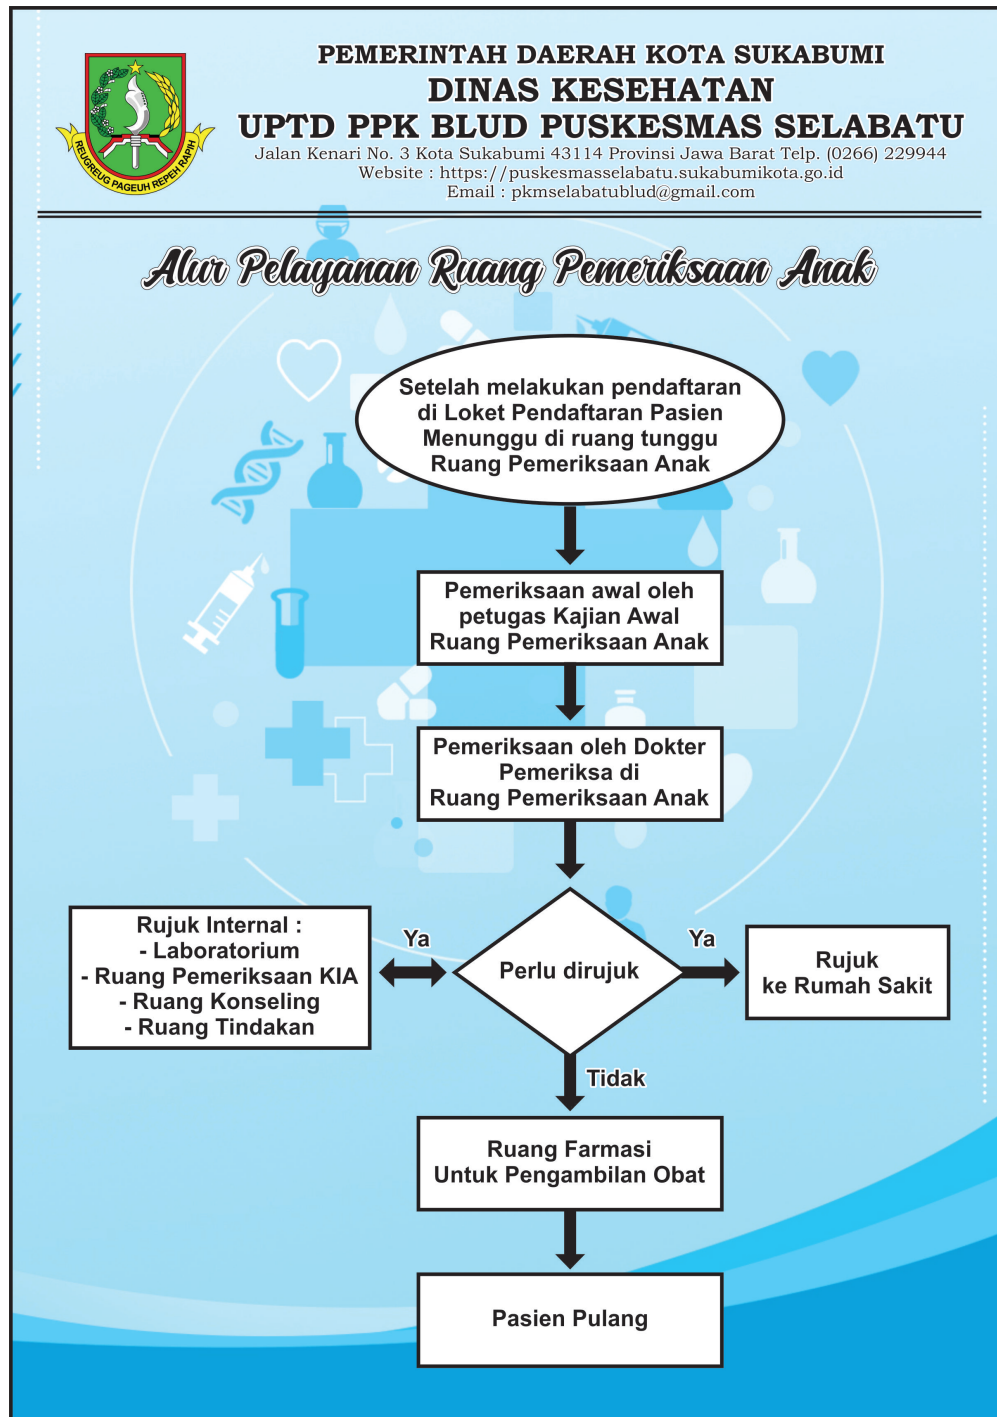 PEMERINTAH DAERAH KOTA SUKABUMI
DINAS KESEHATAN
UPTD PPK BLUD PUSKESMAS SELABATU
Jalan Kenari No. 3 Kota Sukabumi 43114 Provinsi Jawa Barat Telp. (0266) 229944
Website : https://puskesmasselabatu.sukabumikota.go.id
Email : pkmselabatublud@gmail.com
REUGREUG PAGEUH REPEH RAPIH
Alur Pelayanan Ruang Pemeriksaan Anak
Setelah melakukan pendaftaran
di Loket Pendaftaran Pasien
Menunggu di ruang tunggu
Ruang Pemeriksaan Anak
Pemeriksaan awal oleh
petugas Kajian Awal
Ruang Pemeriksaan Anak
Pemeriksaan oleh Dokter
Pemeriksa di
Ruang Pemeriksaan Anak
Rujuk Internal :
- Laboratorium
- Ruang Pemeriksaan KIA
- Ruang Konseling
- Ruang Tindakan
Ya
Perlu dirujuk
Ya
Rujuk
ke Rumah Sakit
Tidak
Ruang Farmasi
Untuk Pengambilan Obat
Pasien Pulang